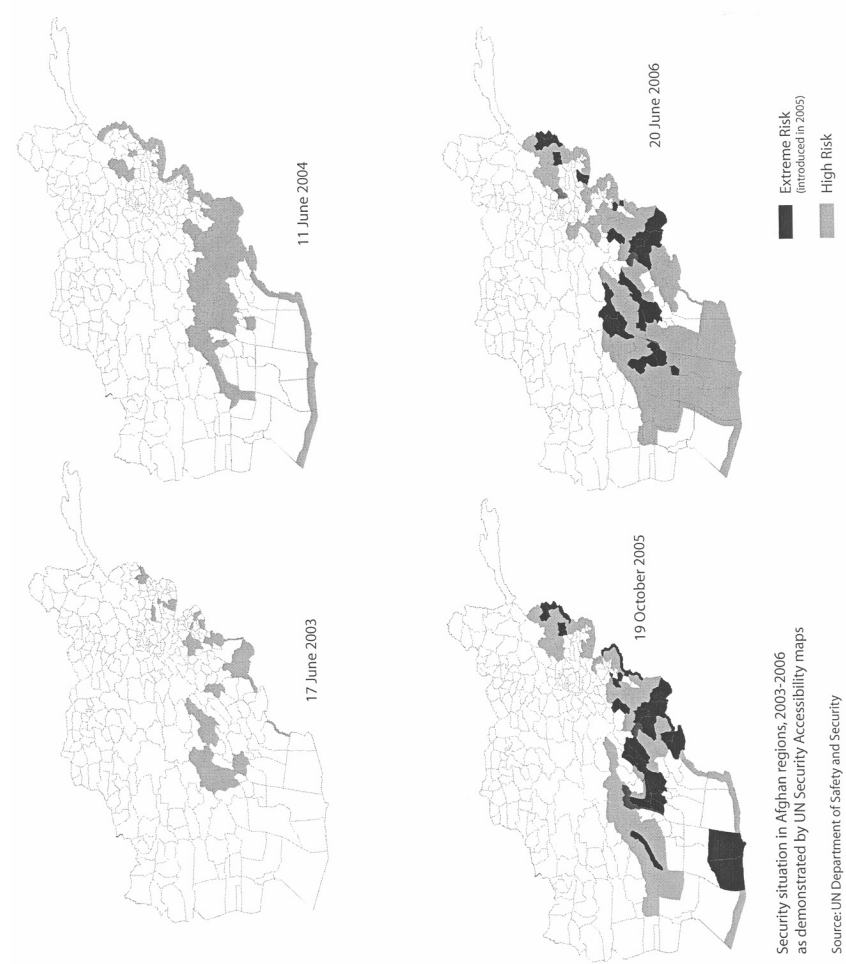 17 June 2003
11 June 2004
19 October 2005
20 June 2006
Security situation in Afghan regions, 2003-2006
as demonstrated by UN Security Accessibility maps
Source: UN Department of Safety and Security
Extreme Risk
(introduced in 2005)
High Risk